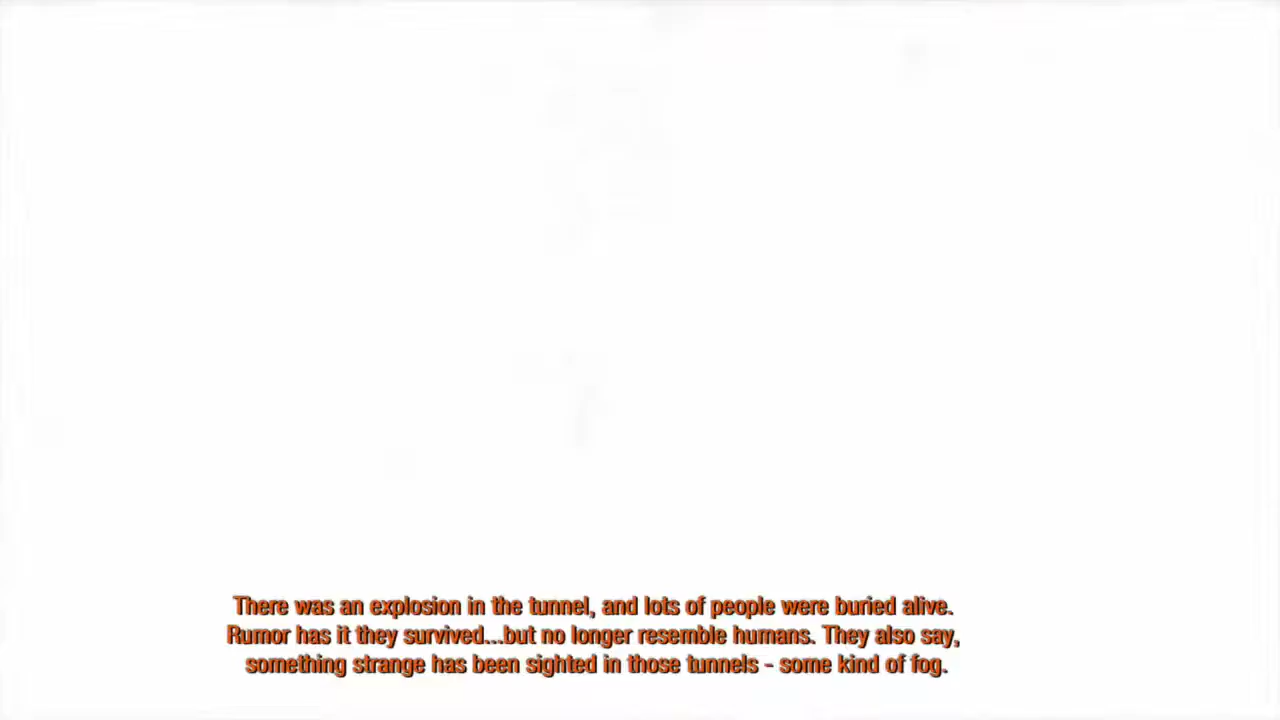 There was an explosion in the tunnel, and lots of people were buried alive.
Rumor has it they survived...but no longer resemble humans. They also say,
something strange has been sighted in those tunnels - some kind of fog.